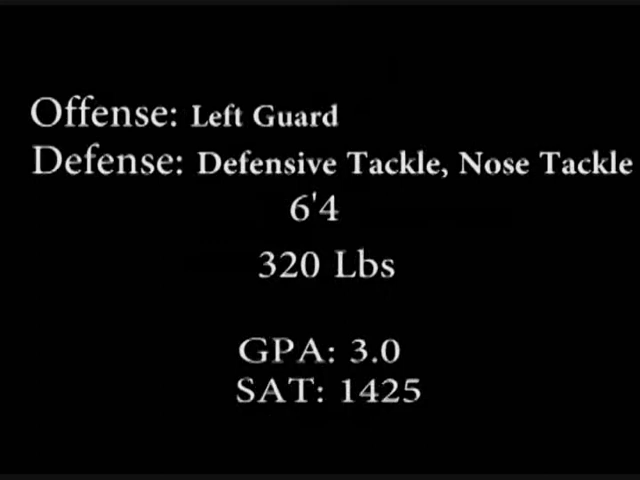 Offense: Left Guard
Defense: Defensive Tackle, Nose Tackle
6'4
320 Lbs
GPA: 3.0
SAT: 1425